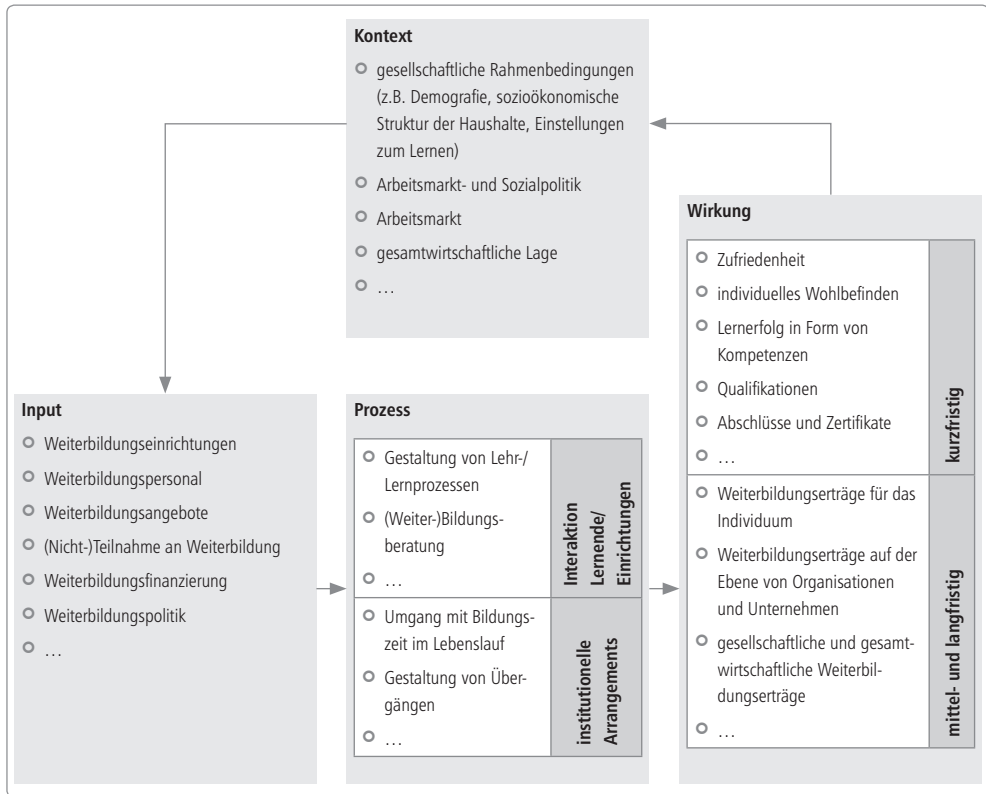 Kontext
gesellschaftliche Rahmenbedingungen
(z.B. Demografie, sozioökonomische
Struktur der Haushalte, Einstellungen
zum Lernen)
Arbeitsmarkt- und Sozialpolitik
Arbeitsmarkt
gesamtwirtschaftliche Lage
…
Input
Weiterbildungseinrichtungen
Weiterbildungspersonal
Weiterbildungsangebote
(Nicht-)Teilnahme an Weiterbildung
Weiterbildungsfinanzierung
Weiterbildungspolitik
…
Prozess
Gestaltung von Lehr-/
Lernprozessen
(Weiter-)Bildungs-
beratung
…
Interaktion
Lernende/
Einrichtungen
Umgang mit Bildungs-
zeit im Lebenslauf
Gestaltung von Über-
gängen
…
institutionelle
Arrangements
Wirkung
Zufriedenheit
individuelles Wohlbefinden
Lernerfolg in Form von
Kompetenzen
Qualifikationen
Abschlüsse und Zertifikate
…
kurzfristig
Weiterbildungserträge für das
Individuum
Weiterbildungserträge auf der
Ebene von Organisationen
und Unternehmen
gesellschaftliche und gesamt-
wirtschaftliche Weiterbil-
dungserträge
…
mittel- und langfristig